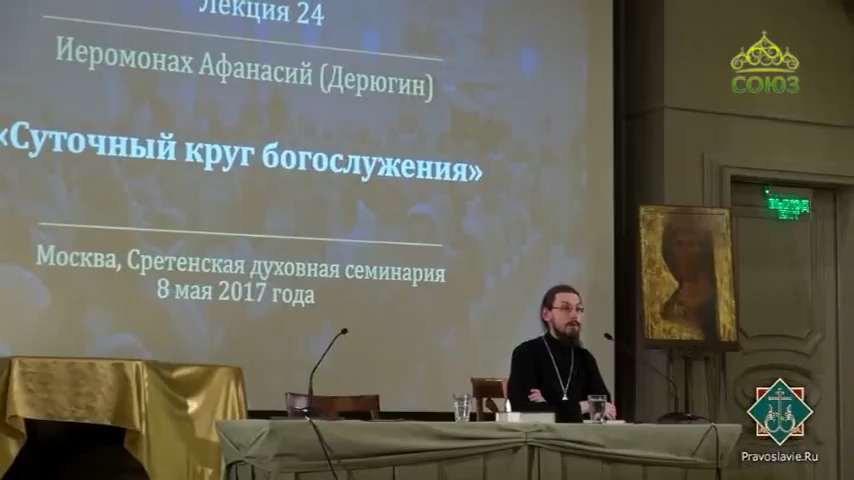 Лекция 24
Иеромонах Афанасий (Дерюгин)
«Суточный круг богослужения»
Москва, Сретенская духовная семинария
8 мая 2017 года
СОЮЗ
ВЫХОД
Pravoslavie.Ru